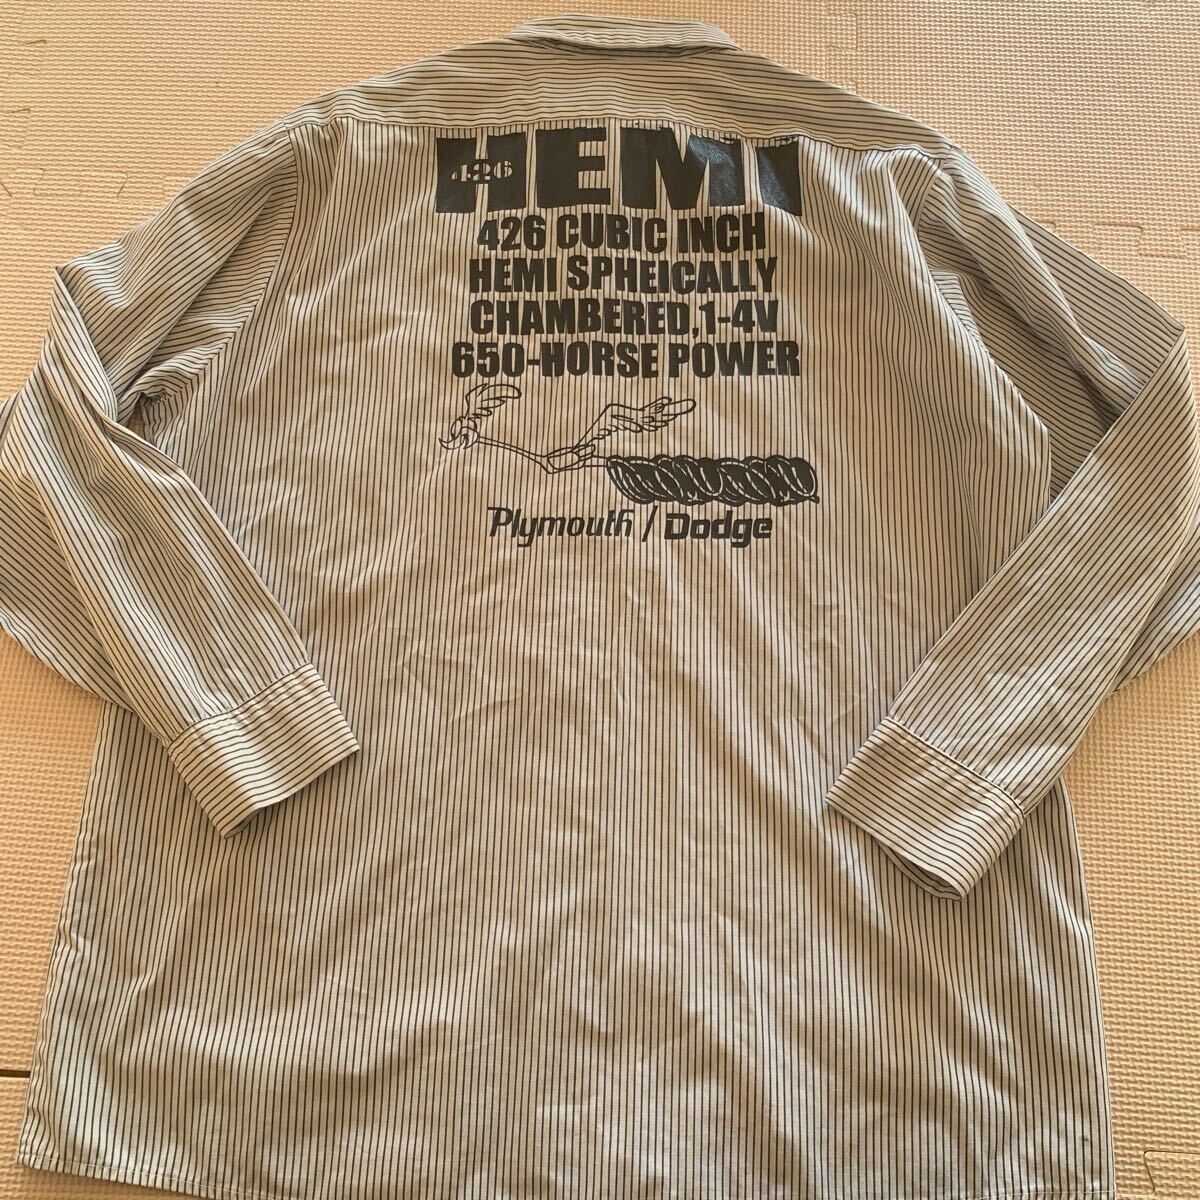 HEMI
426
426 CUBIC INCH
HEMI SPHEICALLY
CHAMBERED,1-4V
650-HORSE POWER
Plymouth / Dodge